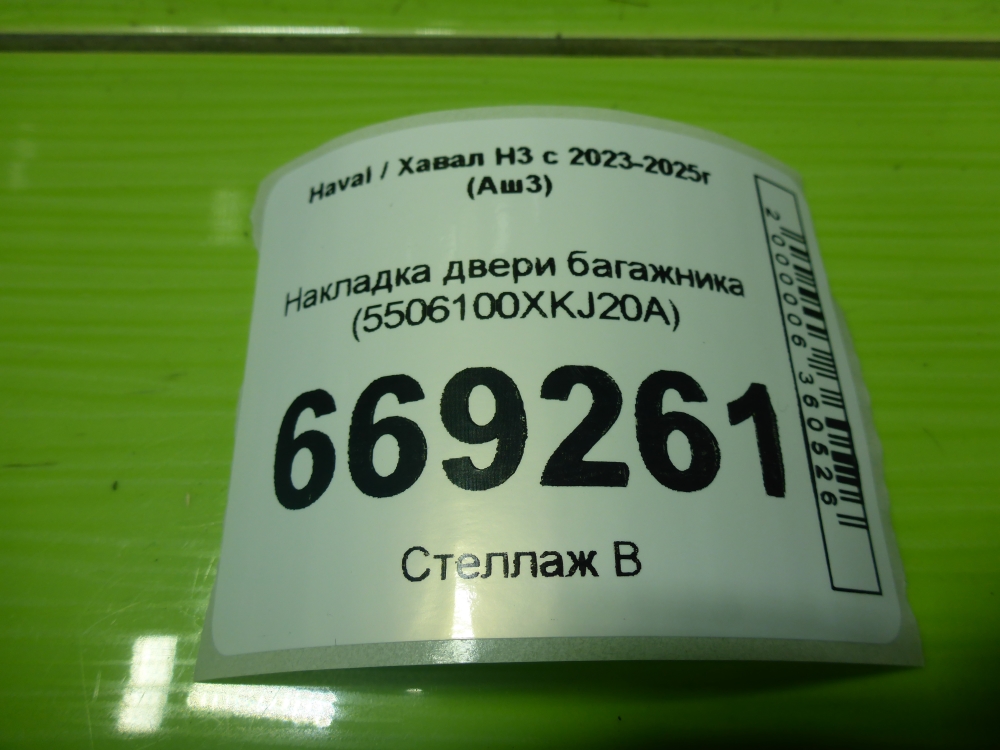 Haval / Хавал H3 с 2023-2025г
(Аш3)
Накладка двери багажника
(5506100XKJ20A)
669261
Стеллаж В
2000006360526